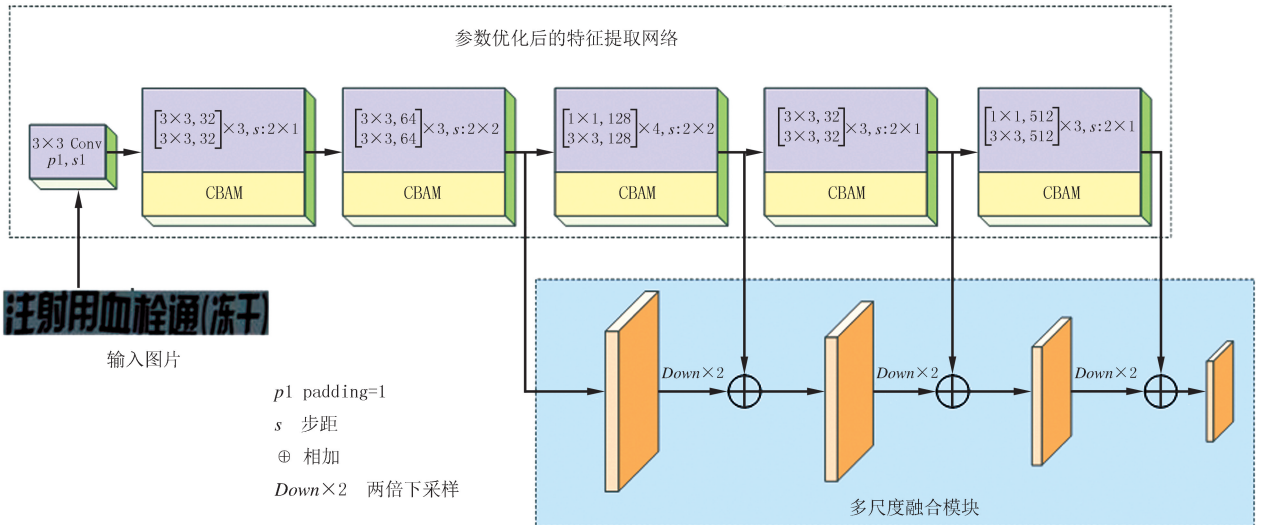 参数优化后的特征提取网络
3×3 Conv
p1, s1
[3×3, 32
3×3, 32]×3, s:2×1
CBAM
[3×3, 64
3×3, 64]×3, s:2×2
CBAM
[1×1, 128
3×3, 128]×4, s:2×2
CBAM
[3×3, 32
3×3, 32]×3, s:2×1
CBAM
[1×1, 512
3×3, 512]×3, s:2×1
CBAM
注射用血栓通(冻干)
输入图片
Down×2
Down×2
Down×2
p1 padding=1
s 步距
⊕ 相加
Down×2 两倍下采样
多尺度融合模块